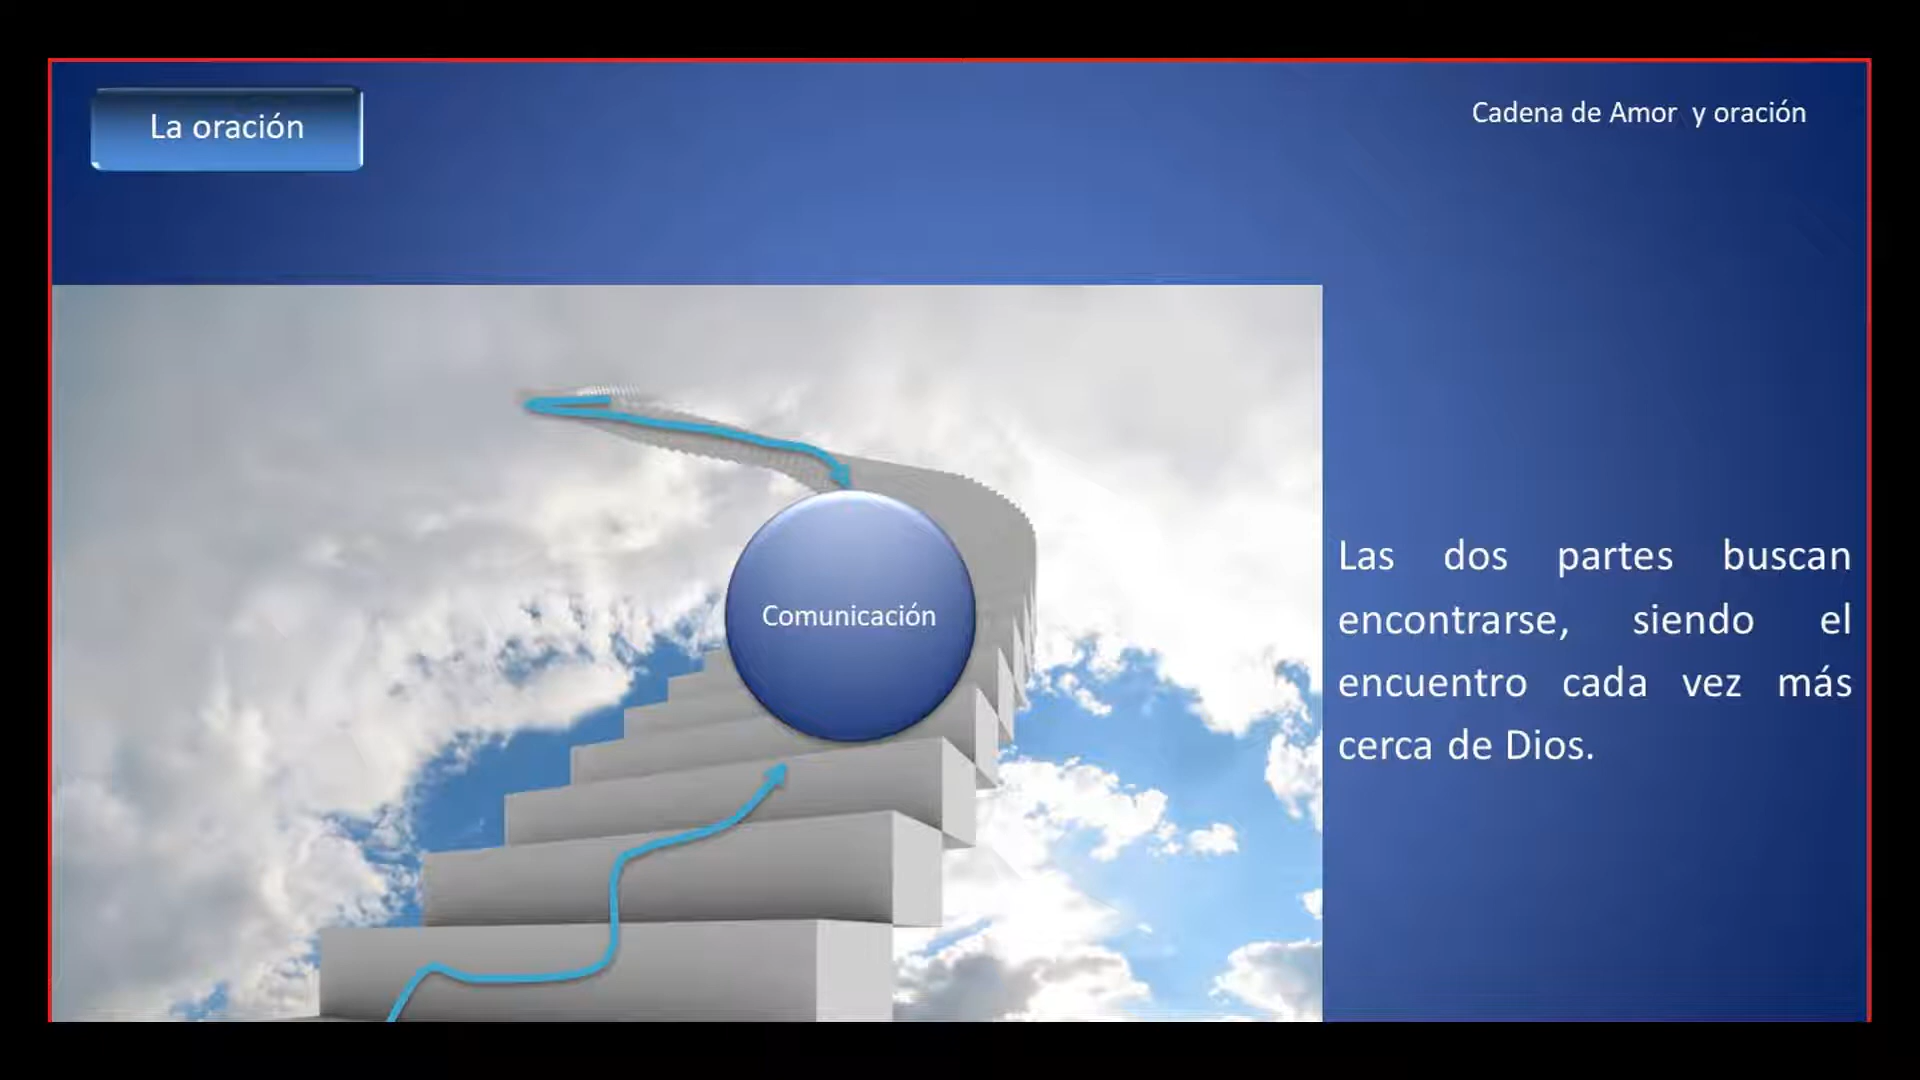 La oración
Cadena de Amor y oración
Comunicación
Las dos partes buscan
encontrarse, siendo el
encuentro cada vez más
cerca de Dios.